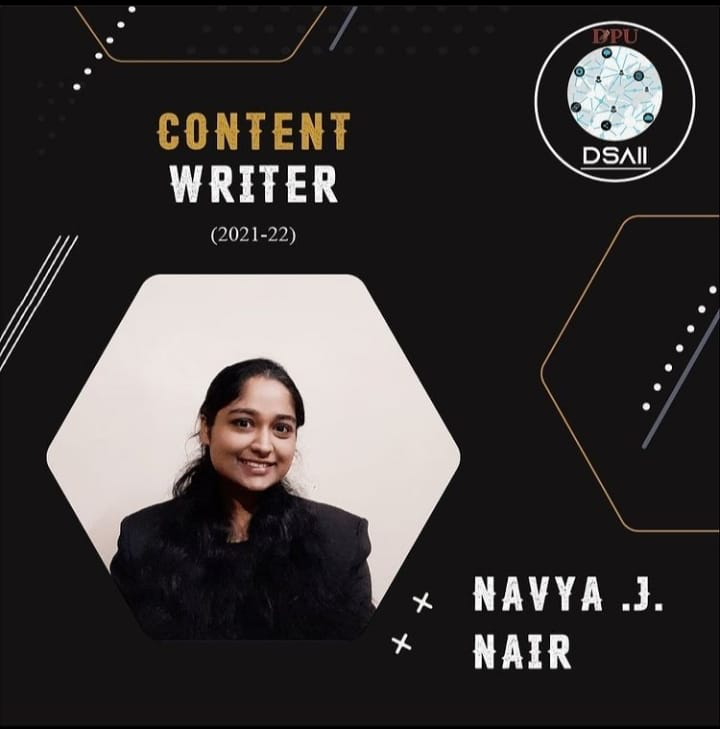 DPU
DSAII
CONTENT
WRITER
(2021-22)
NAVYA .J.
NAIR